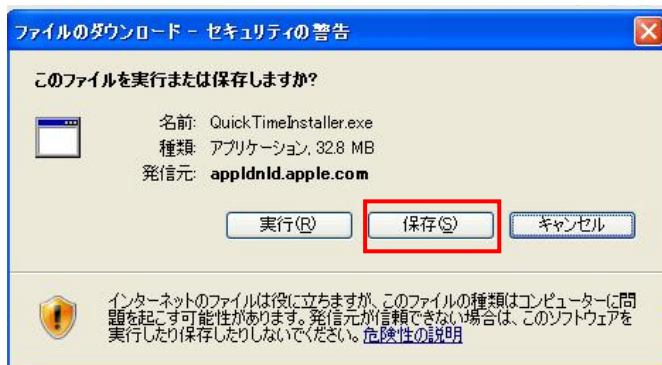 ファイルのダウンロード - セキュリティの警告
このファイルを実行または保存しますか?
名前: QuickTimeInstaller.exe
種類: アプリケーション, 32.8 MB
発信元: appldnld.apple.com
実行(R) 保存(S) キャンセル
インターネットのファイルは役に立ちますが、このファイルの種類はコンピューターに問
題を起こす可能性があります。発信元が信頼できない場合は、このソフトウェアを
実行したり保存したりしないでください。危険性の説明